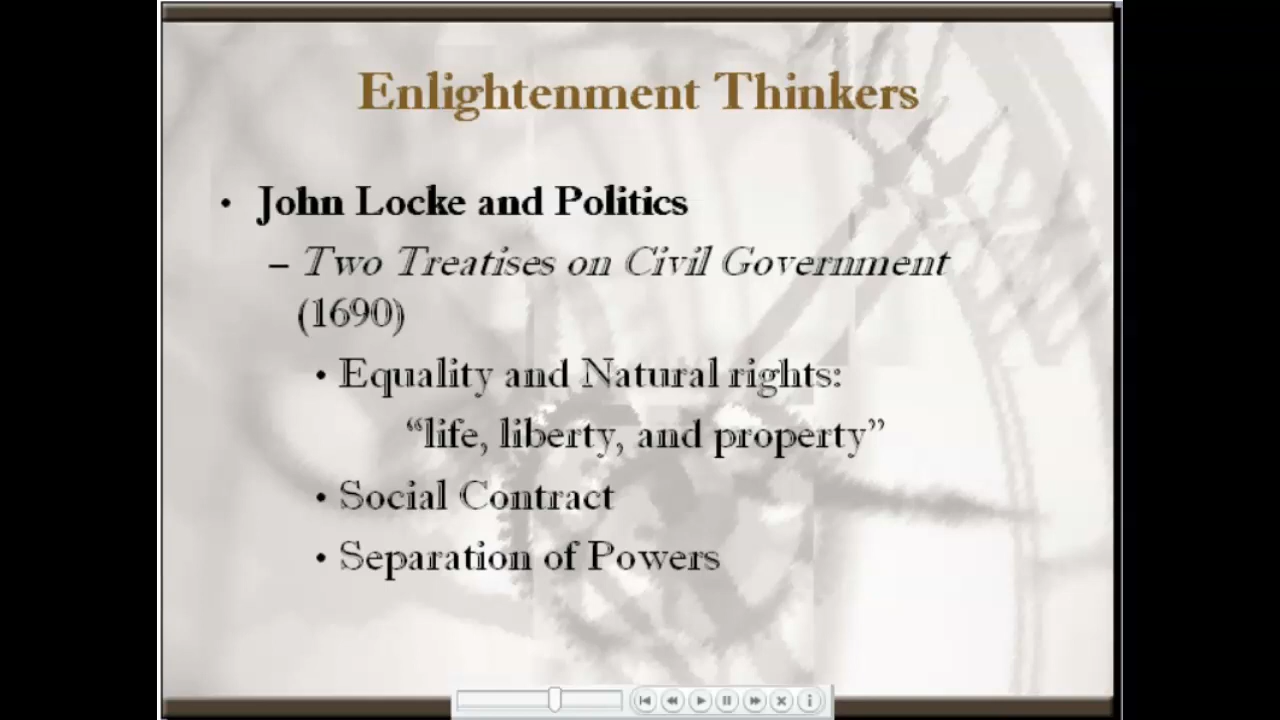 Enlightenment Thinkers
• John Locke and Politics
– Two Treatises on Civil Government
(1690)
• Equality and Natural rights:
“life, liberty, and property”
• Social Contract
• Separation of Powers